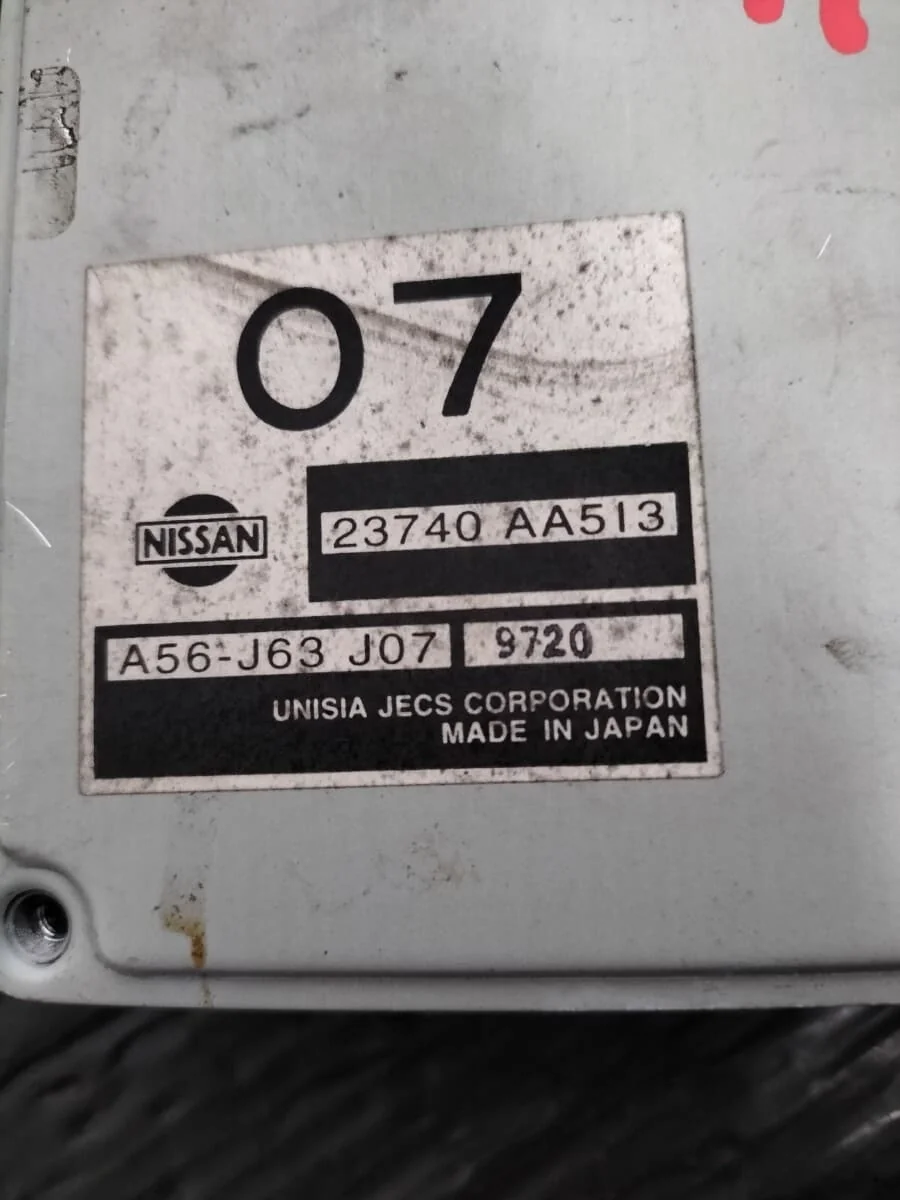 07
NISSAN
23740 AA513
A56-J63 J07
9720
UNISIA JECS CORPORATION
MADE IN JAPAN